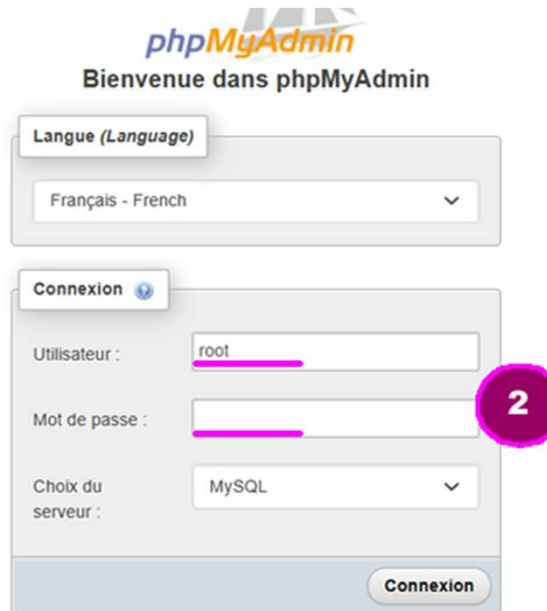 phpMyAdmin
Bienvenue dans phpMyAdmin
Langue (Language)
Français - French
Connexion
Utilisateur :
root
Mot de passe :
2
Choix du
serveur :
MySQL
Connexion